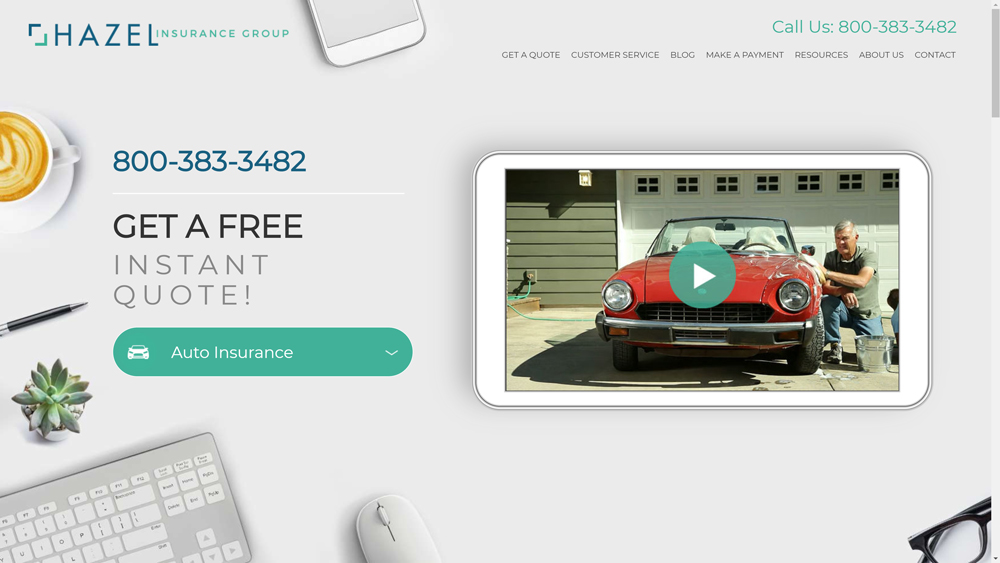 HAZEL INSURANCE GROUP
Call Us: 800-383-3482
GET A QUOTE CUSTOMER SERVICE BLOG MAKE A PAYMENT RESOURCES ABOUT US CONTACT
800-383-3482
GET A FREE
INSTANT
QUOTE!
Auto Insurance